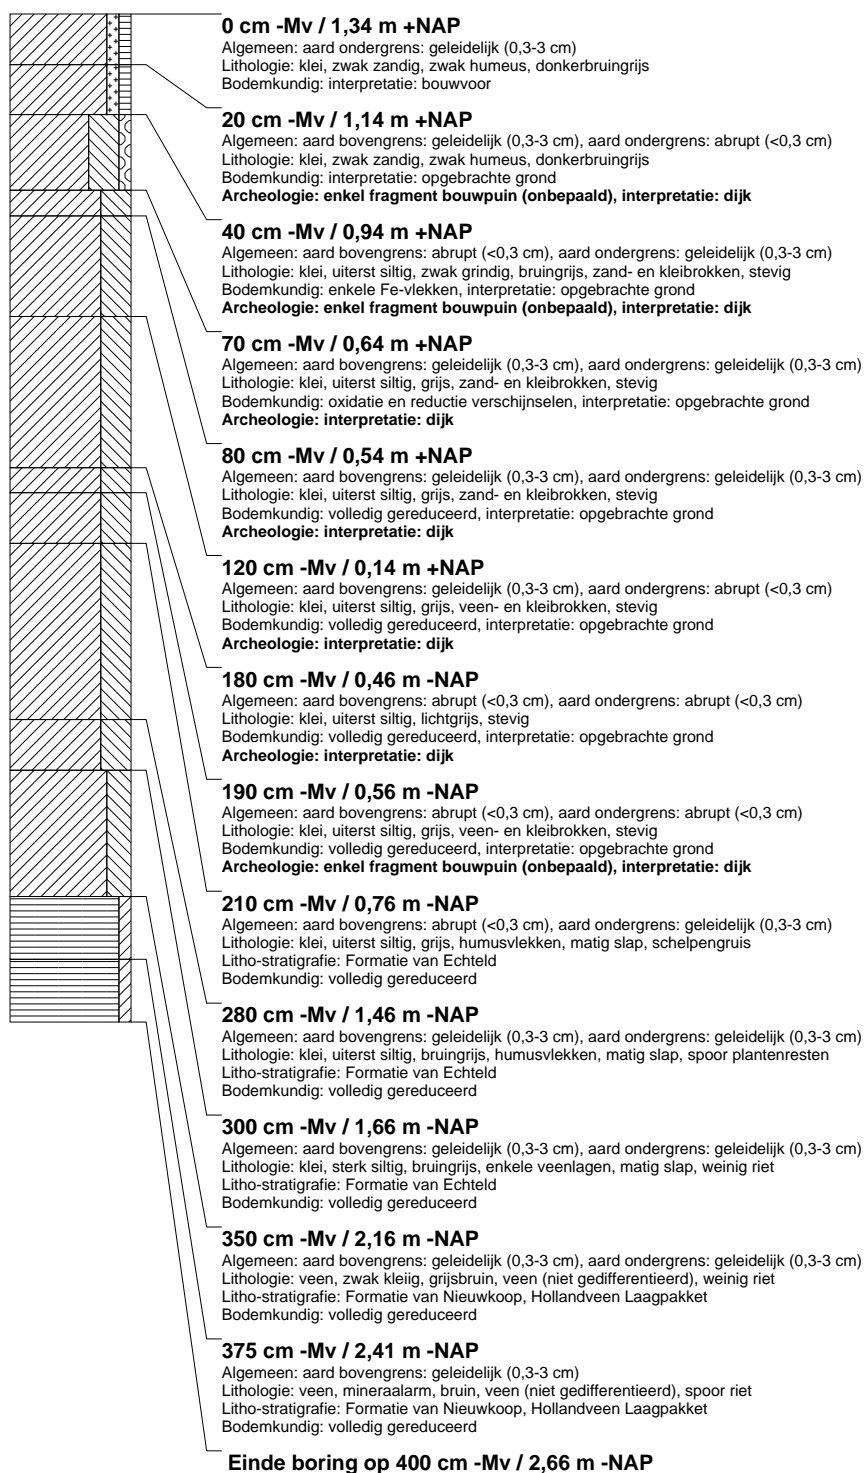 0 cm -Mv / 1,34 m +NAP
Algemeen: aard ondergrens: geleidelijk (0,3-3 cm)
Lithologie: klei, zwak zandig, zwak humeus, donkerbruingrijs
Bodemkundig: interpretatie: bouwvoor
20 cm -Mv / 1,14 m +NAP
Algemeen: aard bovengrens: geleidelijk (0,3-3 cm), aard ondergrens: abrupt (<0,3 cm)
Lithologie: klei, zwak zandig, zwak humeus, donkerbruingrijs
Bodemkundig: interpretatie: opgebrachte grond
Archeologie: enkel fragment bouwpuin (onbepaald), interpretatie: dijk
40 cm -Mv / 0,94 m +NAP
Algemeen: aard bovengrens: abrupt (<0,3 cm), aard ondergrens: geleidelijk (0,3-3 cm)
Lithologie: klei, uiterst siltig, zwak grindig, bruingrijs, zand- en kleibrokken, stevig
Bodemkundig: enkele Fe-vlekken, interpretatie: opgebrachte grond
Archeologie: enkel fragment bouwpuin (onbepaald), interpretatie: dijk
70 cm -Mv / 0,64 m +NAP
Algemeen: aard bovengrens: geleidelijk (0,3-3 cm), aard ondergrens: geleidelijk (0,3-3 cm)
Lithologie: klei, uiterst siltig, grijs, zand- en kleibrokken, stevig
Bodemkundig: oxidatie en reductie verschijnselen, interpretatie: opgebrachte grond
Archeologie: interpretatie: dijk
80 cm -Mv / 0,54 m +NAP
Algemeen: aard bovengrens: geleidelijk (0,3-3 cm), aard ondergrens: geleidelijk (0,3-3 cm)
Lithologie: klei, uiterst siltig, grijs, zand- en kleibrokken, stevig
Bodemkundig: volledig gereduceerd, interpretatie: opgebrachte grond
Archeologie: interpretatie: dijk
120 cm -Mv / 0,14 m +NAP
Algemeen: aard bovengrens: geleidelijk (0,3-3 cm), aard ondergrens: abrupt (<0,3 cm)
Lithologie: klei, uiterst siltig, grijs, veen- en kleibrokken, stevig
Bodemkundig: volledig gereduceerd, interpretatie: opgebrachte grond
Archeologie: interpretatie: dijk
180 cm -Mv / 0,46 m -NAP
Algemeen: aard bovengrens: abrupt (<0,3 cm), aard ondergrens: abrupt (<0,3 cm)
Lithologie: klei, uiterst siltig, lichtgrijs, stevig
Bodemkundig: volledig gereduceerd, interpretatie: opgebrachte grond
Archeologie: interpretatie: dijk
190 cm -Mv / 0,56 m -NAP
Algemeen: aard bovengrens: abrupt (<0,3 cm), aard ondergrens: abrupt (<0,3 cm)
Lithologie: klei, uiterst siltig, grijs, veen- en kleibrokken, stevig
Bodemkundig: volledig gereduceerd, interpretatie: opgebrachte grond
Archeologie: enkel fragment bouwpuin (onbepaald), interpretatie: dijk
210 cm -Mv / 0,76 m -NAP
Algemeen: aard bovengrens: abrupt (<0,3 cm), aard ondergrens: geleidelijk (0,3-3 cm)
Lithologie: klei, uiterst siltig, grijs, humusvlekken, matig slap, schelpengruis
Litho-stratigrafie: Formatie van Echteld
Bodemkundig: volledig gereduceerd
280 cm -Mv / 1,46 m -NAP
Algemeen: aard bovengrens: geleidelijk (0,3-3 cm), aard ondergrens: geleidelijk (0,3-3 cm)
Lithologie: klei, uiterst siltig, bruingrijs, humusvlekken, matig slap, spoor plantenresten
Litho-stratigrafie: Formatie van Echteld
Bodemkundig: volledig gereduceerd
300 cm -Mv / 1,66 m -NAP
Algemeen: aard bovengrens: geleidelijk (0,3-3 cm), aard ondergrens: geleidelijk (0,3-3 cm)
Lithologie: klei, sterk siltig, bruingrijs, enkele veenlagen, matig slap, weinig riet
Litho-stratigrafie: Formatie van Echteld
Bodemkundig: volledig gereduceerd
350 cm -Mv / 2,16 m -NAP
Algemeen: aard bovengrens: geleidelijk (0,3-3 cm), aard ondergrens: geleidelijk (0,3-3 cm)
Lithologie: veen, zwak kleiig, grijsbruin, veen (niet gedifferentieerd), weinig riet
Litho-stratigrafie: Formatie van Nieuwkoop, Hollandveen Laagpakket
Bodemkundig: volledig gereduceerd
375 cm -Mv / 2,41 m -NAP
Algemeen: aard bovengrens: geleidelijk (0,3-3 cm)
Lithologie: veen, mineraalarm, bruin, veen (niet gedifferentieerd), spoor riet
Litho-stratigrafie: Formatie van Nieuwkoop, Hollandveen Laagpakket
Bodemkundig: volledig gereduceerd
Einde boring op 400 cm -Mv / 2,66 m -NAP